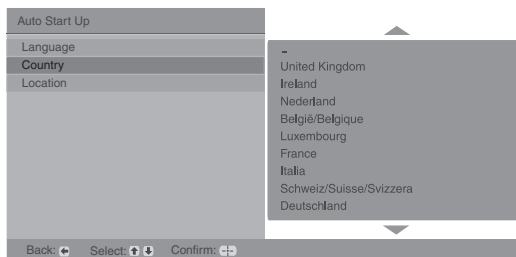 Auto Start Up
Language
Country
Location
-
United Kingdom
Ireland
Nederland
België/Belgique
Luxembourg
France
Italia
Schweiz/Suisse/Svizzera
Deutschland
Back: Select: Confirm: